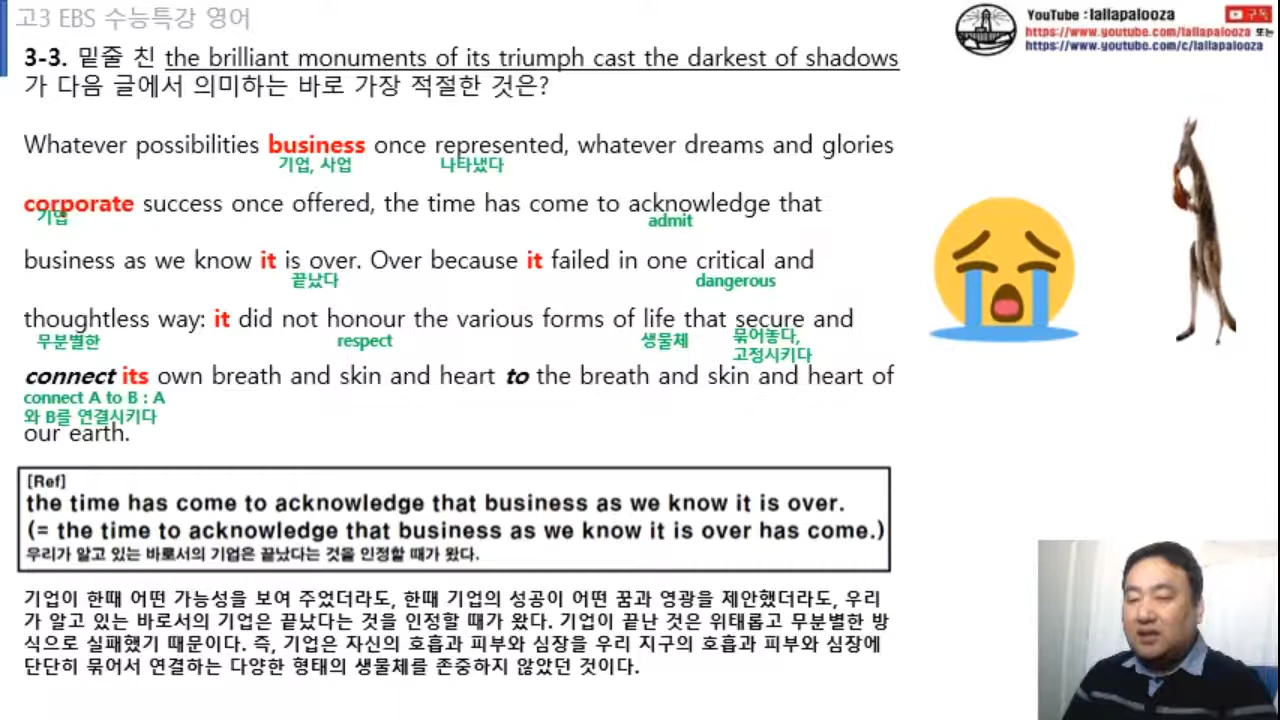 고3 EBS 수능특강 영어
YouTube : lallapalooza
구독
https://www.youtube.com/lallapalooza 또는
https://www.youtube.com/c/lallapalooza
3-3. 밑줄 친 the brilliant monuments of its triumph cast the darkest of shadows
가 다음 글에서 의미하는 바로 가장 적절한 것은?
Whatever possibilities business once represented, whatever dreams and glories
기업, 사업 나타냈다
corporate success once offered, the time has come to acknowledge that
기업 admit
business as we know it is over. Over because it failed in one critical and
끝났다 dangerous
thoughtless way: it did not honour the various forms of life that secure and
무분별한 respect 생물체 묶어놓다,
고정시키다
connect its own breath and skin and heart to the breath and skin and heart of
connect A to B : A
와 B를 연결시키다
our earth.
[Ref]
the time has come to acknowledge that business as we know it is over.
(= the time to acknowledge that business as we know it is over has come.)
우리가 알고 있는 바로서의 기업은 끝났다는 것을 인정할 때가 왔다.
기업이 한때 어떤 가능성을 보여 주었더라도, 한때 기업의 성공이 어떤 꿈과 영광을 제안했더라도, 우리
가 알고 있는 바로서의 기업은 끝났다는 것을 인정할 때가 왔다. 기업이 끝난 것은 위태롭고 무분별한 방
식으로 실패했기 때문이다. 즉, 기업은 자신의 호흡과 피부와 심장을 우리 지구의 호흡과 피부와 심장에
단단히 묶어서 연결하는 다양한 형태의 생물체를 존중하지 않았던 것이다.